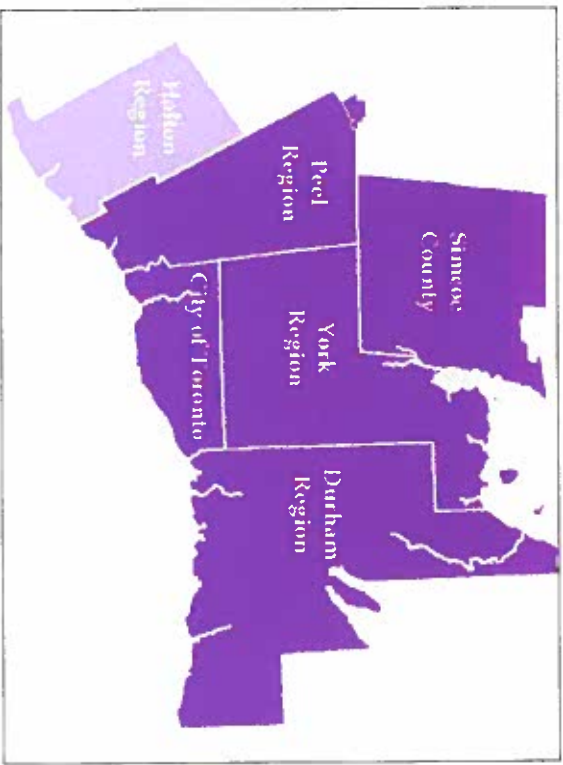 Halton
Region
Peel
Region
Simcoe
County
York
Region
City of Toronto
Durham
Region